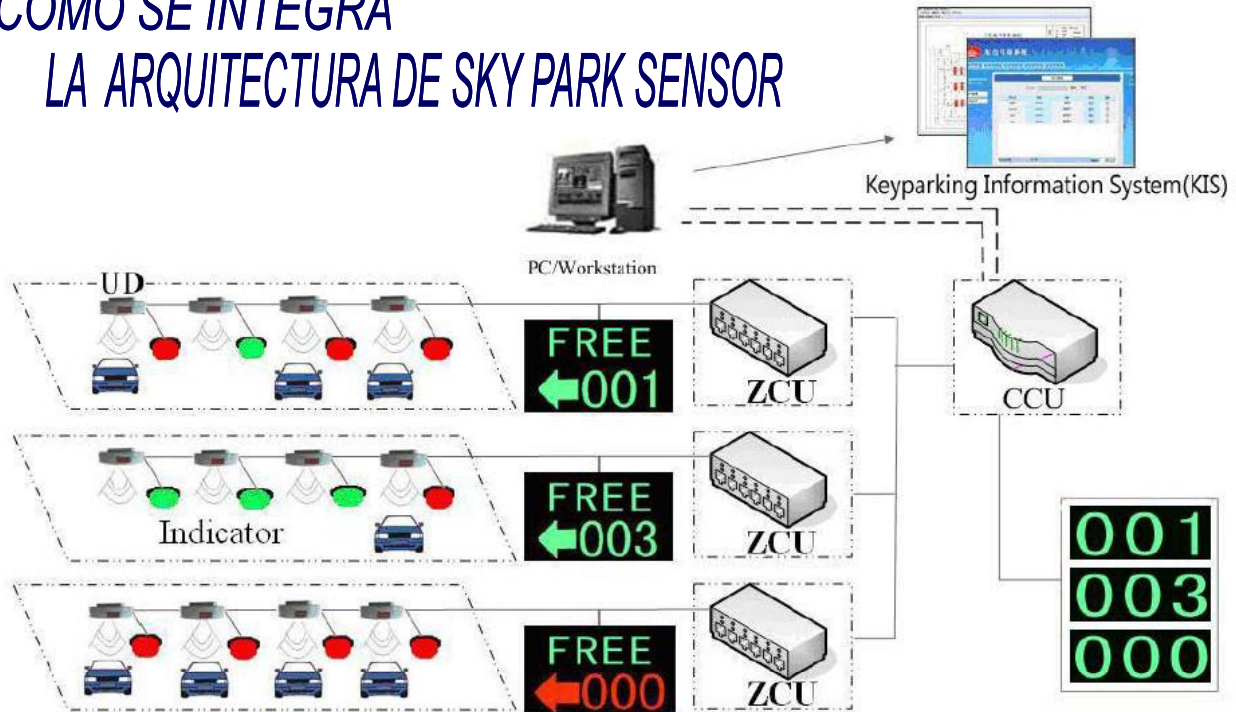 COMO SE INTEGRA
LA ARQUITECTURA DE SKY PARK SENSOR
Keyparking Information System(KIS)
PC/Workstation
UD
FREE
001
ZCU
CCU
Indicator
FREE
003
ZCU
001
003
000
FREE
000
ZCU